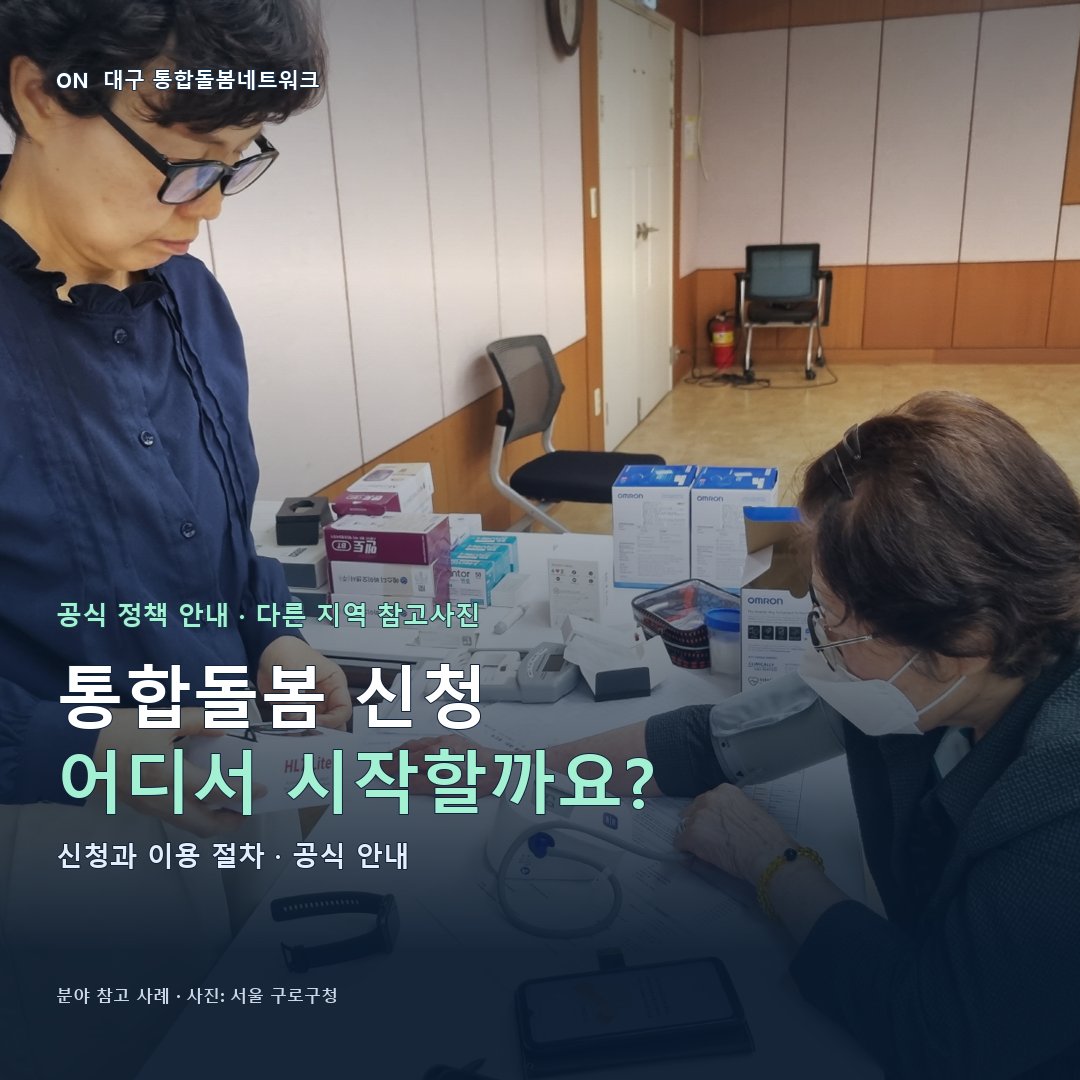 ON 대구 통합돌봄네트워크
OMRON
OMRON
OMRON
공식 정책 안내 · 다른 지역 참고사진
통합돌봄 신청
어디서 시작할까요?
신청과 이용 절차 · 공식 안내
분야 참고 사례 · 사진: 서울 구로구청